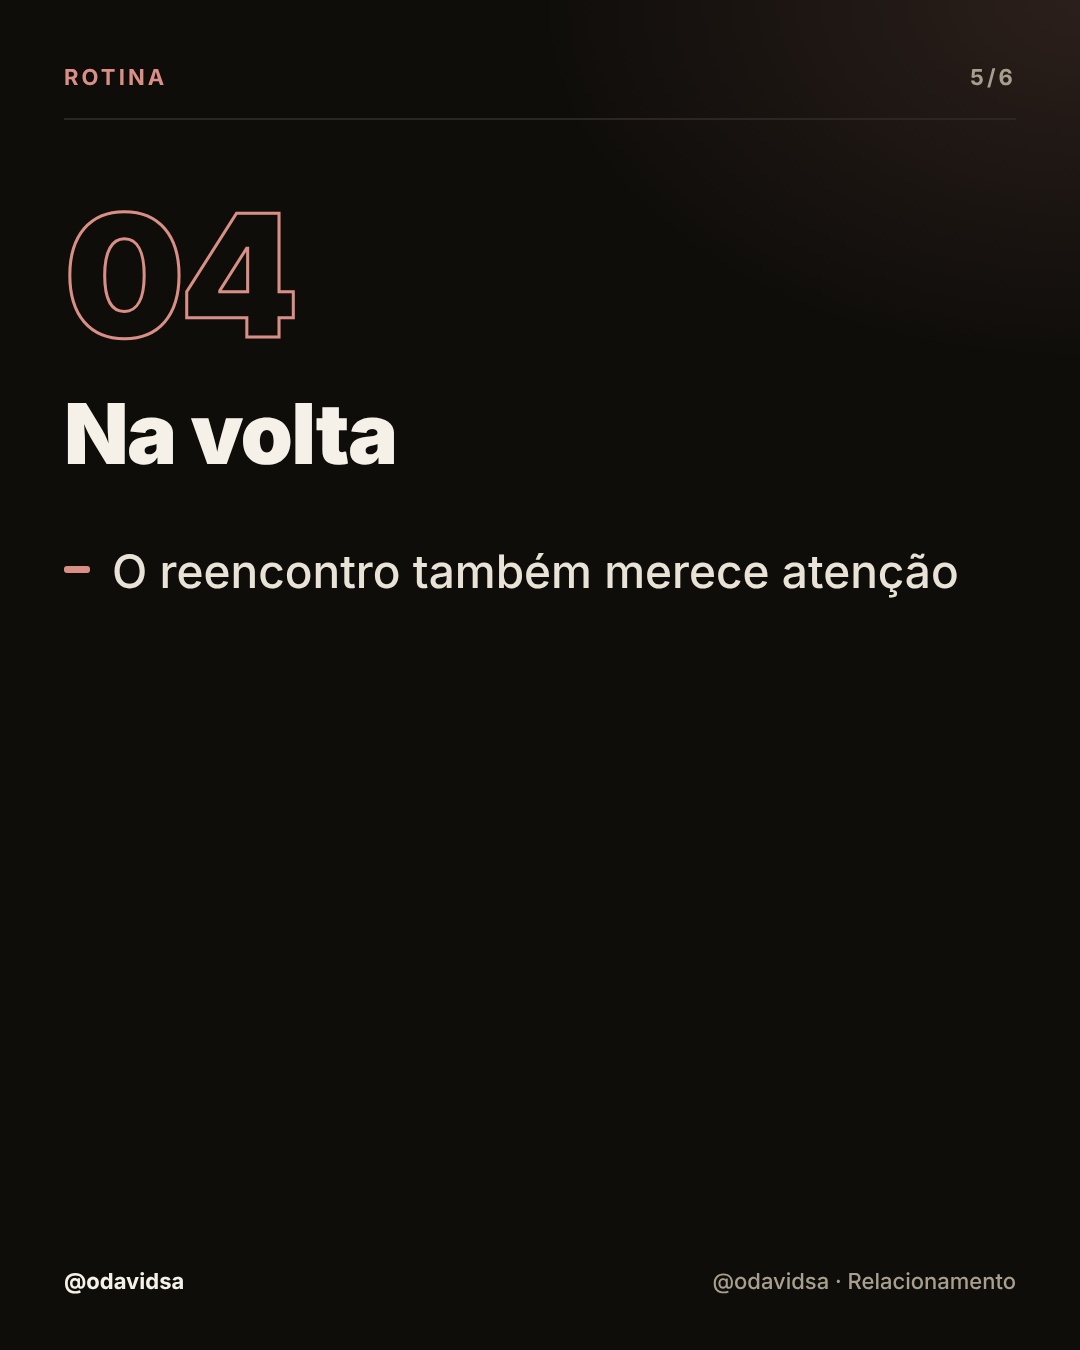 ROTINA
5/6
04
Na volta
O reencontro também merece atenção
@odavidsa
@odavidsa · Relacionamento